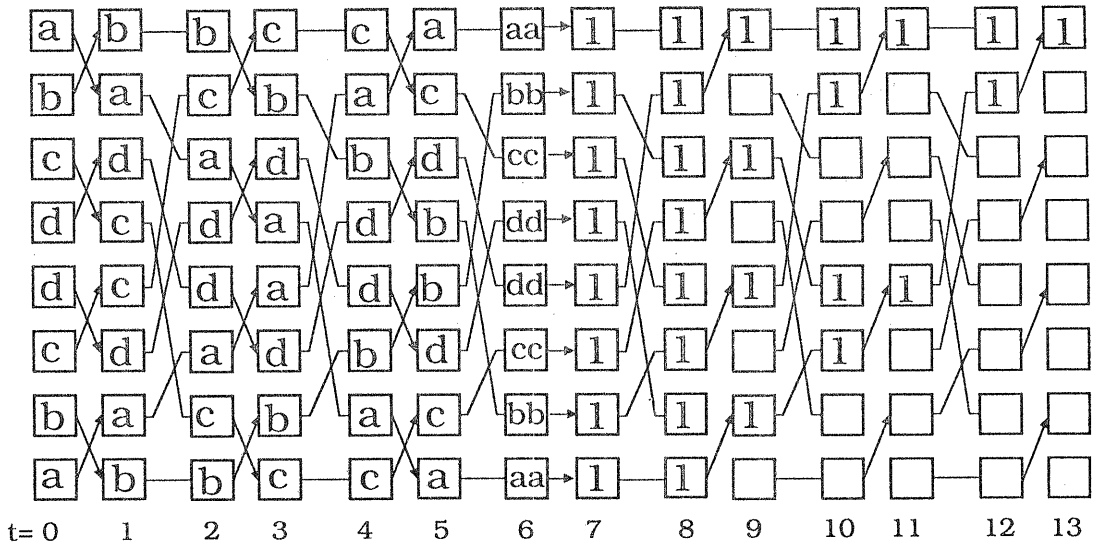 a b b c c a aa 1 1 1 1 1 1 1
b a c b a c bb 1 1 1 1
c d a d b d cc 1 1 1
d c d a d b dd 1 1
d c d a d b dd 1 1 1 1 1
c d a d b d cc 1 1 1
b a c b a c bb 1 1 1
a b b c c a aa 1 1
t= 0 1 2 3 4 5 6 7 8 9 10 11 12 13